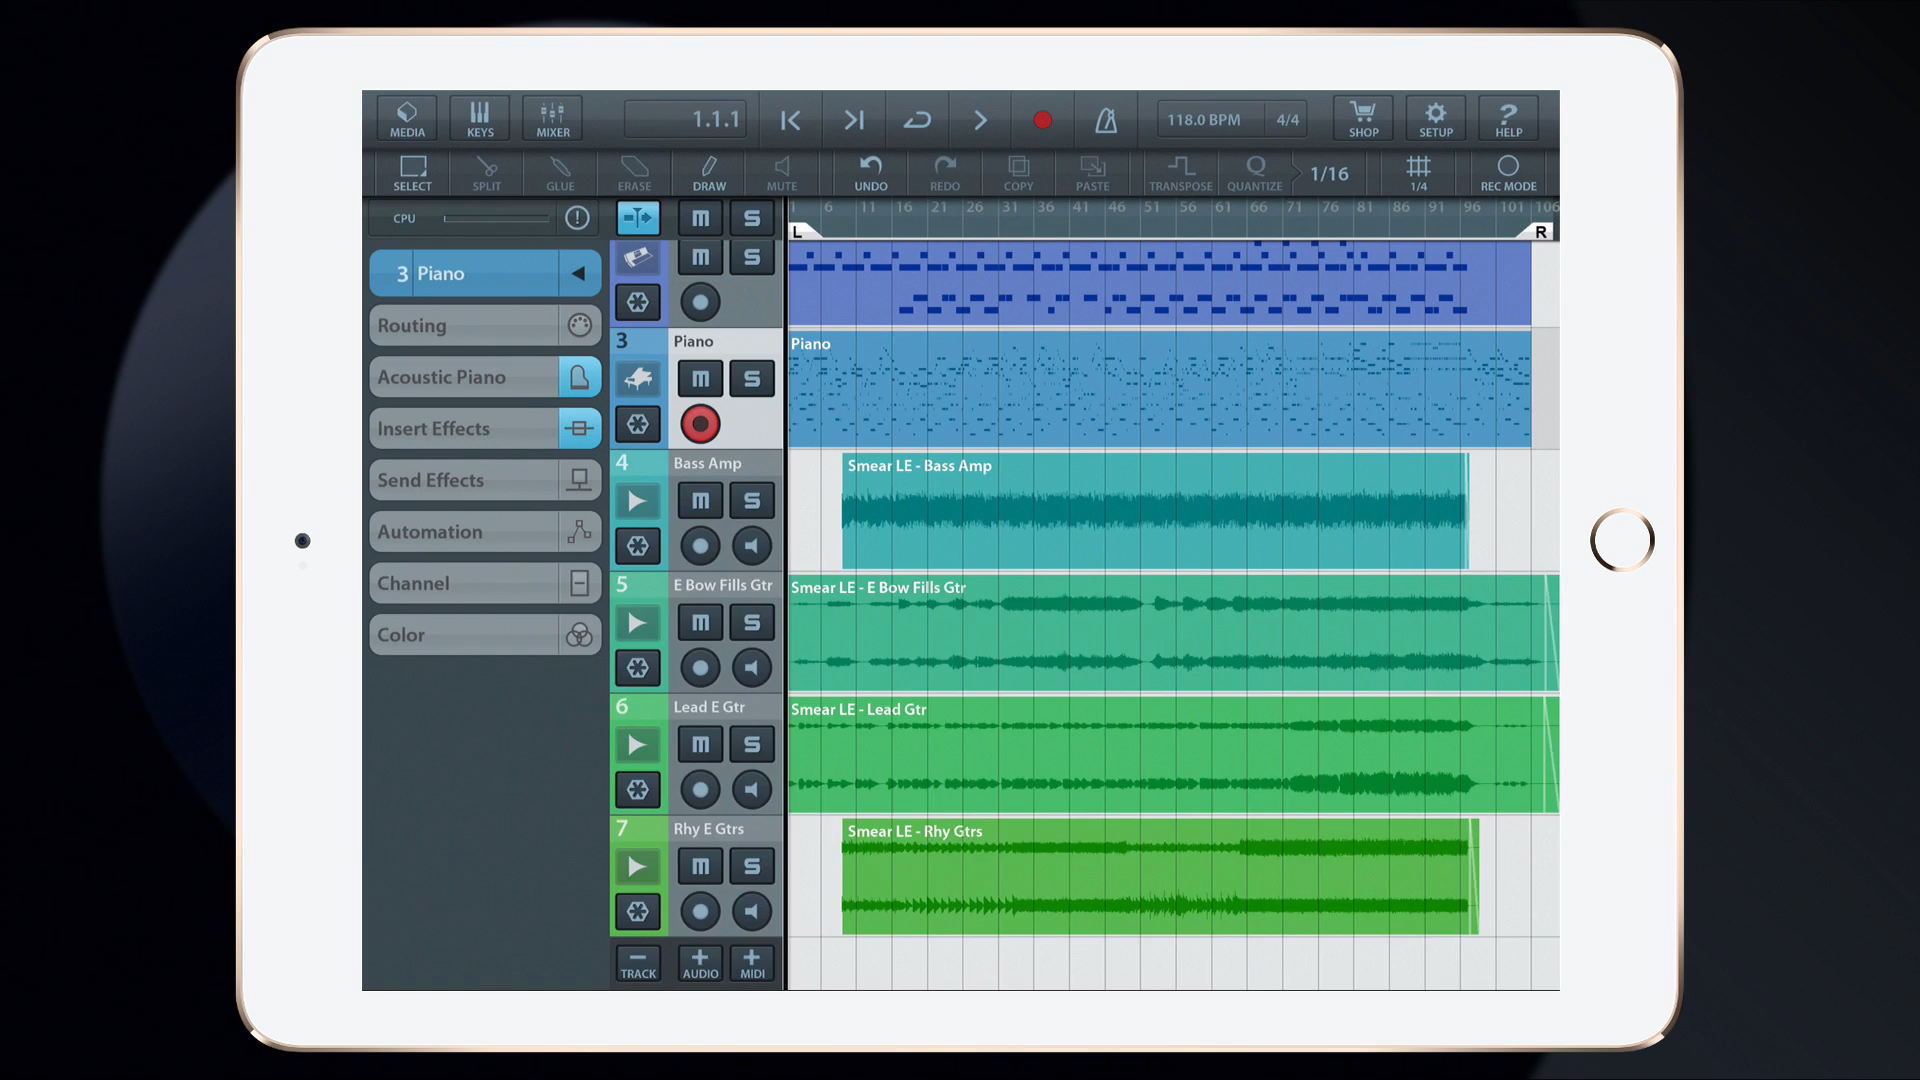 MEDIA KEYS MIXER 1.1.1 118.0 BPM 4/4 SHOP SETUP ? HELP
SELECT SPLIT GLUE ERASE DRAW MUTE UNDO REDO COPY PASTE TRANSPOSE Q QUANTIZE 1/16 1/4 REC MODE
CPU ! M S 1 6 11 16 21 26 31 36 41 46 51 56 61 66 71 76 81 86 91 96 101 106
L R
M S
3 Piano
Routing
3 Piano Piano
Acoustic Piano M S
Insert Effects
4 Bass Amp Smear LE - Bass Amp
Send Effects M S
Automation
5 E Bow Fills Gtr Smear LE - E Bow Fills Gtr
Channel
Color M S
6 Lead E Gtr Smear LE - Lead Gtr
M S
7 Rhy E Gtrs Smear LE - Rhy Gtrs
M S
TRACK AUDIO MIDI